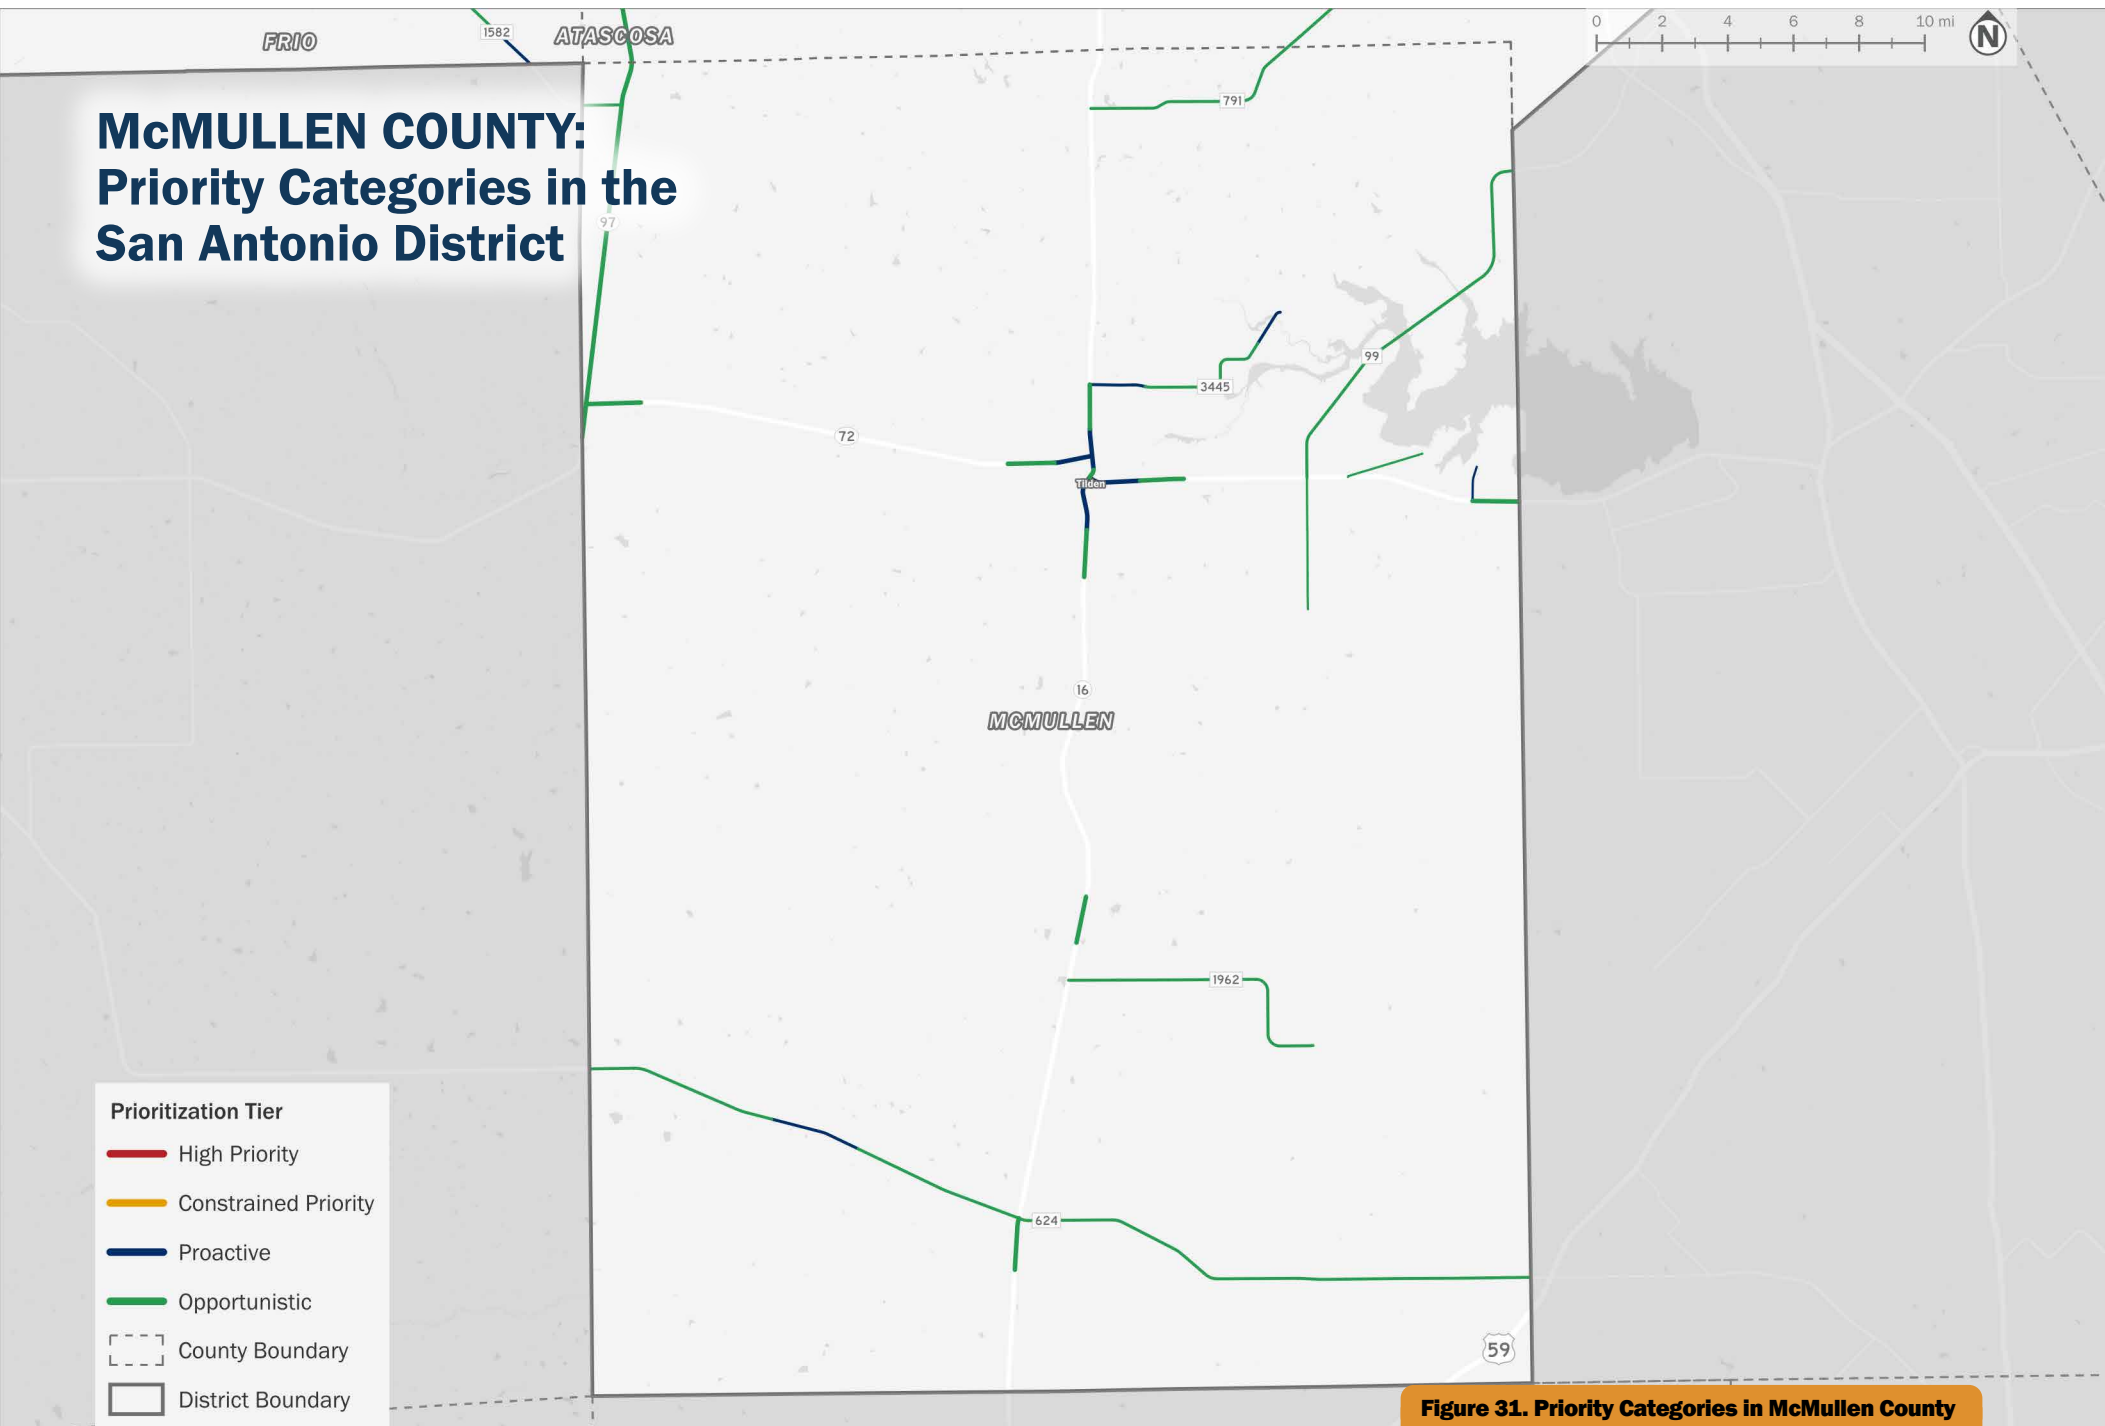 FRIO
1582
ATASCOSA
0 2 4 6 8 10 mi
N
791
McMULLEN COUNTY:
Priority Categories in the
San Antonio District
97
99
3445
72
Tilden
16
MCMULLEN
1962
624
59
Prioritization Tier
High Priority
Constrained Priority
Proactive
Opportunistic
County Boundary
District Boundary
Figure 31. Priority Categories in McMullen County